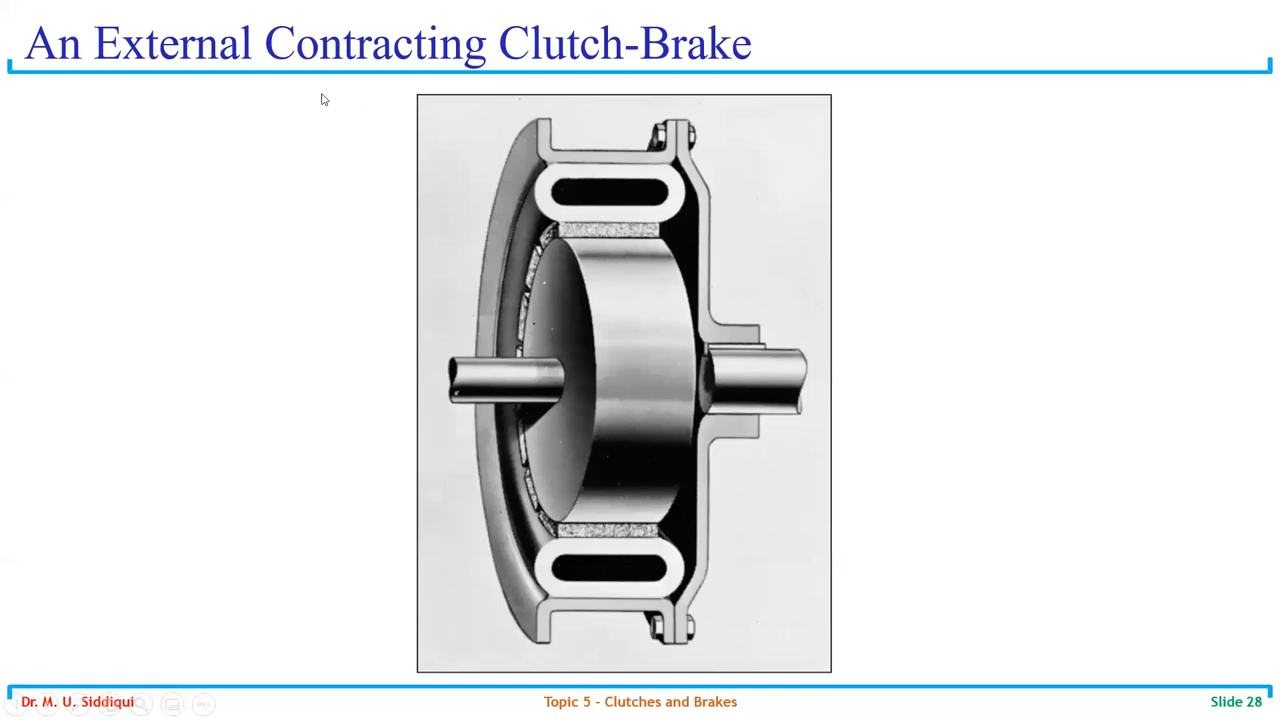 An External Contracting Clutch-Brake
Dr. M. U. Siddiqui
Topic 5 - Clutches and Brakes
Slide 28